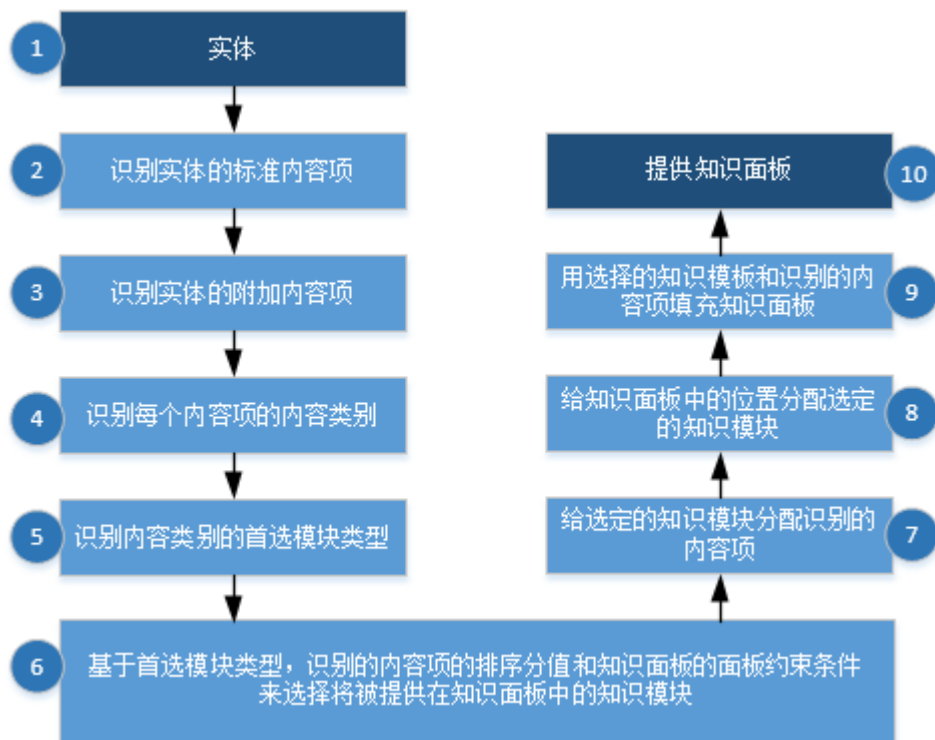 1
实体
2
识别实体的标准内容项
3
识别实体的附加内容项
4
识别每个内容项的内容类别
5
识别内容类别的首选模块类型
6
基于首选模块类型，识别的内容项的排序分值和知识面板的面板约束条件
来选择将被提供在知识面板中的知识模块
7
给选定的知识模块分配识别的
内容项
8
给知识面板中的位置分配选定
的知识模块
9
用选择的知识模板和识别的内
容项填充知识面板
10
提供知识面板